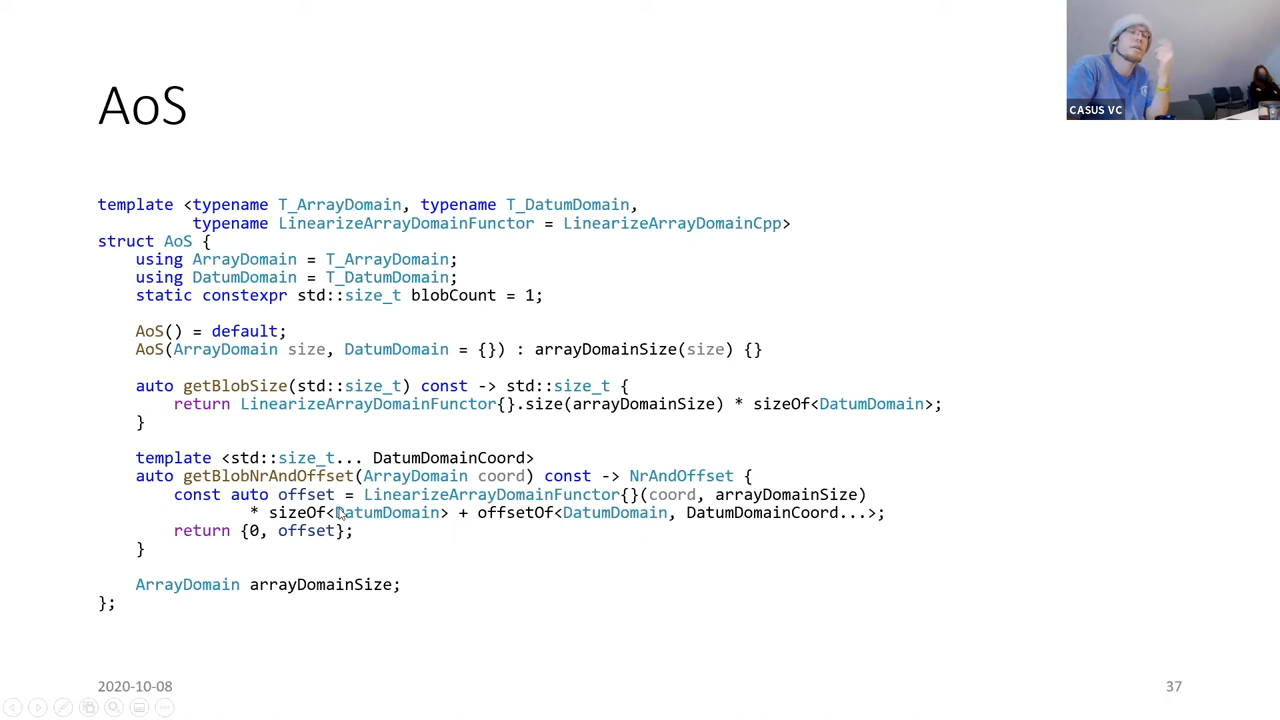 CASUS VC
AoS
template <typename T_ArrayDomain, typename T_DatumDomain,
typename LinearizeArrayDomainFunctor = LinearizeArrayDomainCpp>
struct AoS {
using ArrayDomain = T_ArrayDomain;
using DatumDomain = T_DatumDomain;
static constexpr std::size_t blobCount = 1;
AoS() = default;
AoS(ArrayDomain size, DatumDomain = {}) : arrayDomainSize(size) {}
auto getBlobSize(std::size_t) const -> std::size_t {
return LinearizeArrayDomainFunctor{}.size(arrayDomainSize) * sizeOf<DatumDomain>;
}
template <std::size_t... DatumDomainCoord>
auto getBlobNrAndOffset(ArrayDomain coord) const -> NrAndOffset {
const auto offset = LinearizeArrayDomainFunctor{}(coord, arrayDomainSize)
* sizeOf<DatumDomain> + offsetOf<DatumDomain, DatumDomainCoord...>;
return {0, offset};
}
ArrayDomain arrayDomainSize;
};
2020-10-08
37